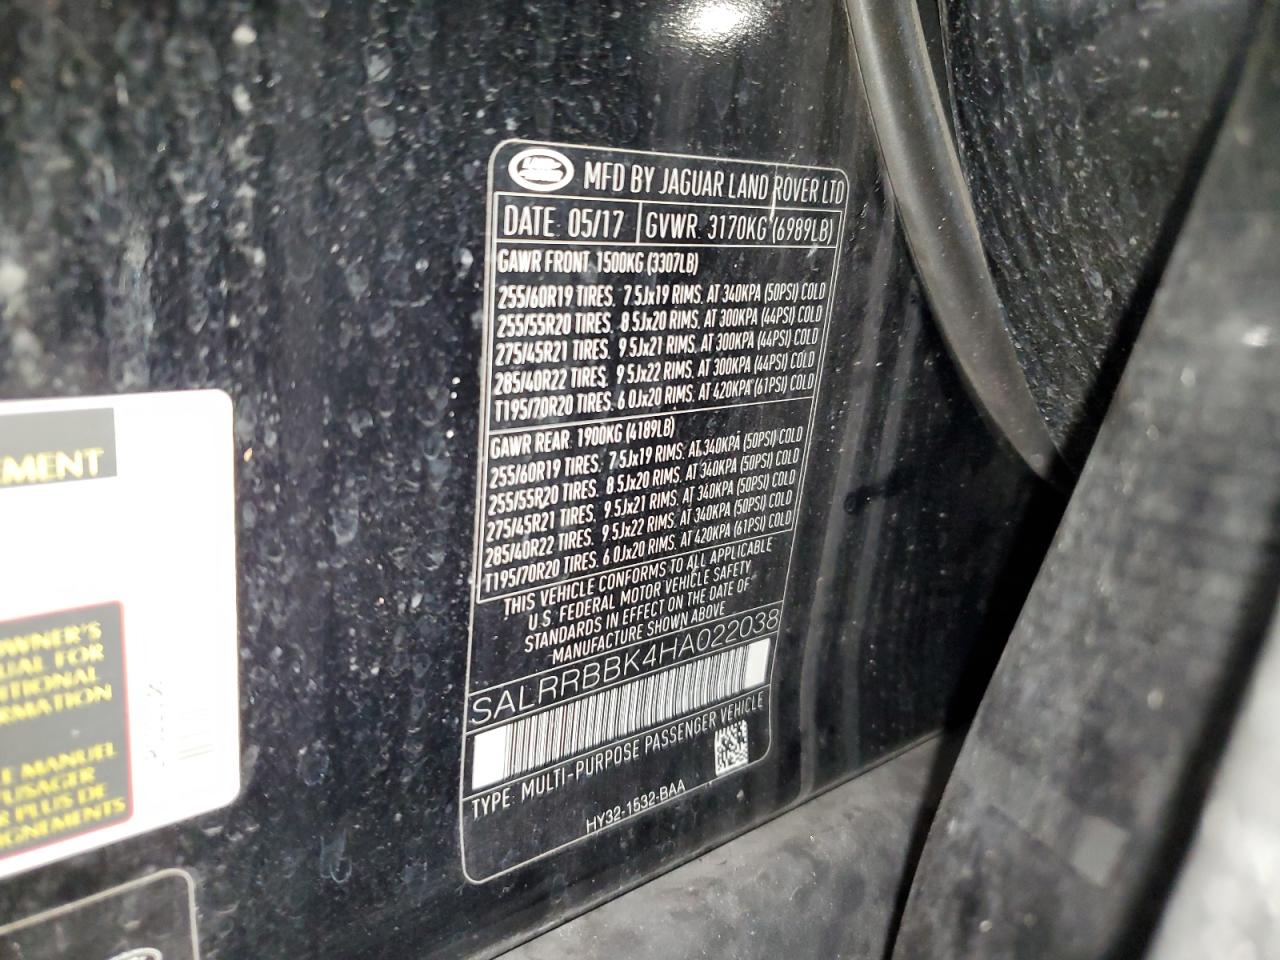 LAND ROVER MFD BY JAGUAR LAND ROVER LTD
DATE: 05/17 GVWR: 3170KG (6989LB)
GAWR FRONT 1500KG (3307LB)
255/60R19 TIRES, 7.5Jx19 RIMS, AT 340KPA (50PSI) COLD
255/55R20 TIRES, 8.5Jx20 RIMS, AT 300KPA (44PSI) COLD
275/45R21 TIRES, 9.5Jx21 RIMS, AT 300KPA (44PSI) COLD
285/40R22 TIRES, 9.5Jx22 RIMS, AT 300KPA (44PSI) COLD
T195/70R20 TIRES, 6.0Jx20 RIMS, AT 420KPA (61PSI) COLD
GAWR REAR 1900KG (4189LB)
255/60R19 TIRES, 7.5Jx19 RIMS, AT 340KPA (50PSI) COLD
255/55R20 TIRES, 8.5Jx20 RIMS, AT 340KPA (50PSI) COLD
275/45R21 TIRES, 9.5Jx21 RIMS, AT 340KPA (50PSI) COLD
285/40R22 TIRES, 9.5Jx22 RIMS, AT 340KPA (50PSI) COLD
T195/70R20 TIRES, 6.0Jx20 RIMS, AT 420KPA (61PSI) COLD
THIS VEHICLE CONFORMS TO ALL APPLICABLE
U.S. FEDERAL MOTOR VEHICLE SAFETY
STANDARDS IN EFFECT ON THE DATE OF
MANUFACTURE SHOWN ABOVE
SALRRBBK4HA022038
TYPE: MULTI-PURPOSE PASSENGER VEHICLE
HY32-1532-BAA
EMENT
WNER'S
UAL FOR
ITIONAL
RMATION
E MANUEL
'USAGER
R PLUS DE
IGNEMENTS